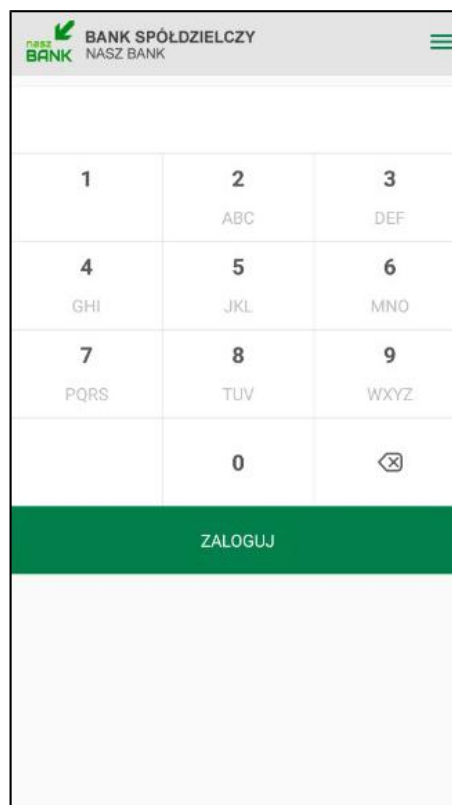 nasz
BANK
BANK SPÓŁDZIELCZY
NASZ BANK
1 2 3
ABC DEF
4 5 6
GHI JKL MNO
7 8 9
PQRS TUV WXYZ
0
ZALOGUJ